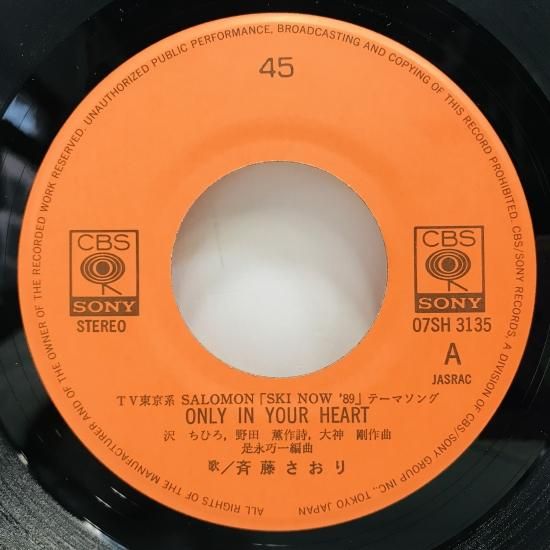 UNAUTHORIZED PUBLIC PERFORMANCE, BROADCASTING AND COPYING OF THIS RECORD PROHIBITED. CBS/SONY RECORDS, A DIVISION OF CBS/SONY GROUP INC., TOKYO JAPAN
ALL RIGHTS OF THE MANUFACTURER AND OF THE OWNER OF THE RECORDED WORK RESERVED.
45
CBS
SONY
STEREO
CBS
SONY
07SH 3135
A
JASRAC
TV東京系 SALOMON「SKI NOW '89」テーマソング
ONLY IN YOUR HEART
沢 ちひろ, 野田 薫作詩, 大神 剛作曲
是永巧一編曲
歌/斉藤さおり